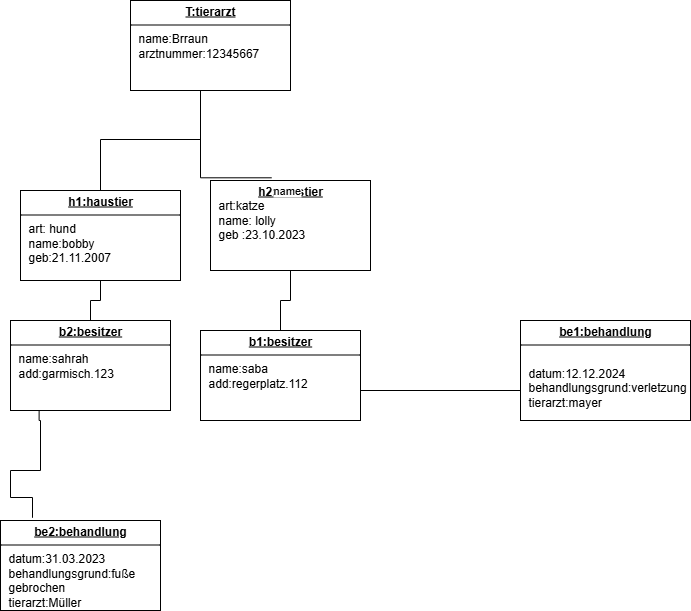 T:tierarzt
name:Brraun
arztnummer:12345667
h1:haustier
art: hund
name:bobby
geb:21.11.2007
name
art:katze
name: lolly
geb :23.10.2023
b2:besitzer
name:sahrah
add:garmisch.123
b1:besitzer
name:saba
add:regerplatz.112
be1:behandlung
datum:12.12.2024
behandlungsgrund:verletzung
tierarzt:mayer
be2:behandlung
datum:31.03.2023
behandlungsgrund:fuße
gebrochen
tierarzt:Müller